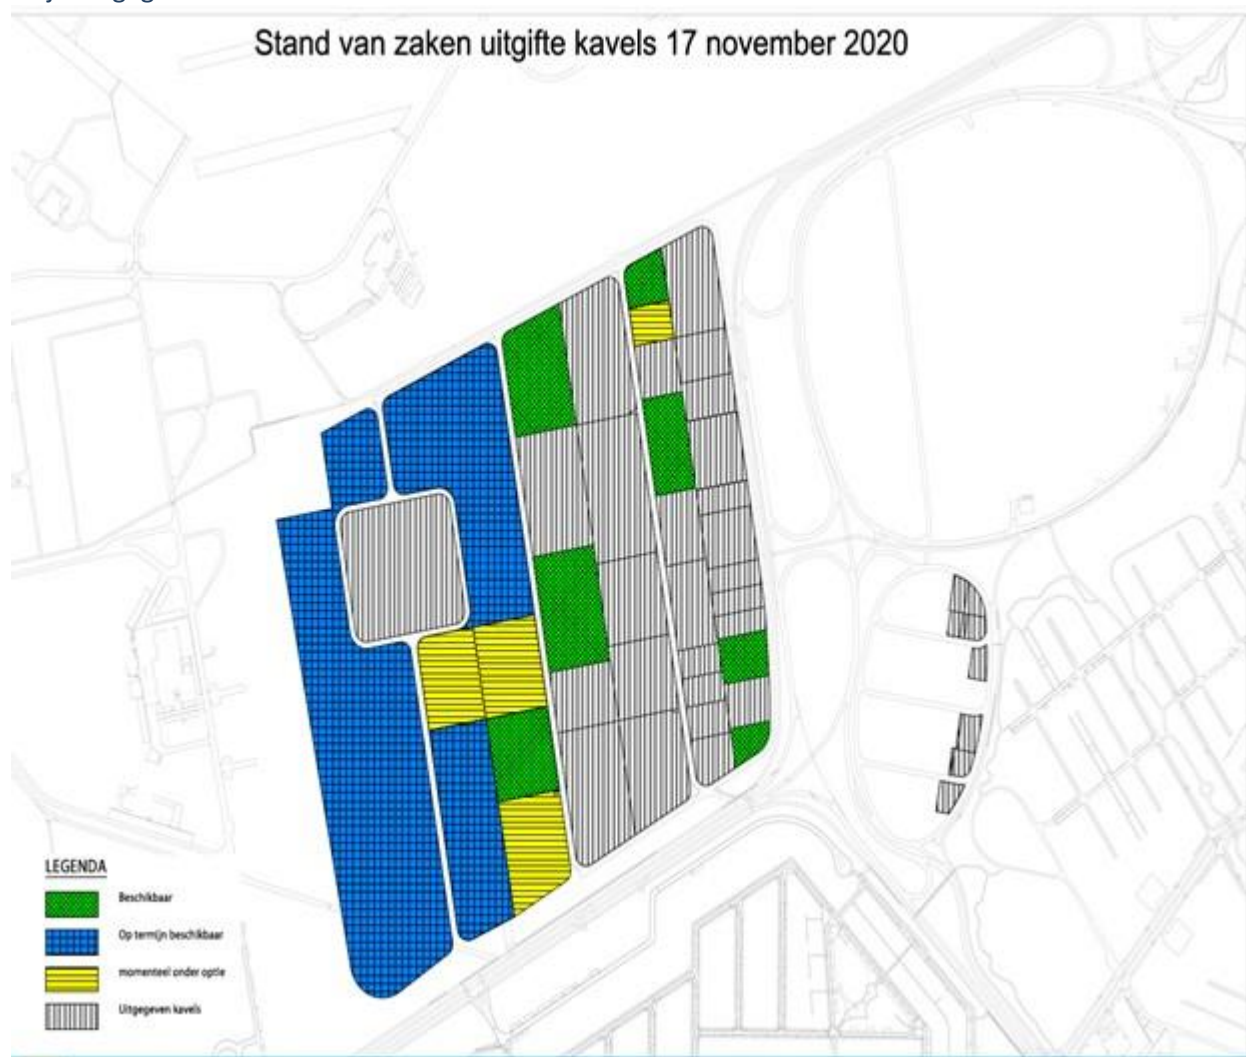 Stand van zaken uitgifte kavels 17 november 2020
LEGENDA
Beschikbaar
Op termijn beschikbaar
momenteel onder optie
Uitgegeven kavels